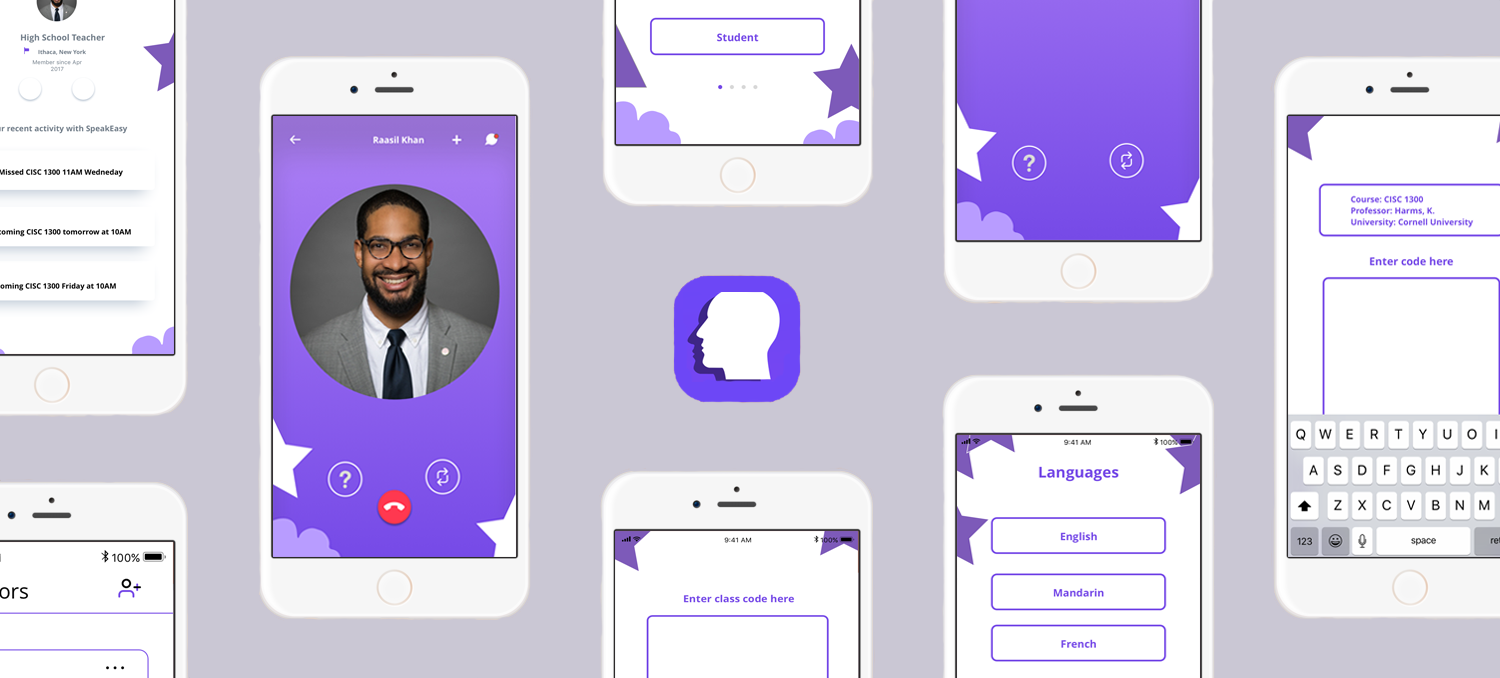 High School Teacher
Ithaca, New York
Member since Apr
2017
recent activity with SpeakEasy
Missed CISC 1300 11AM Wedneday
coming CISC 1300 tomorrow at 10AM
oming CISC 1300 Friday at 10AM
100%
ors
Raasil Khan
?
Student
9:41 AM
100%
Enter class code here
?
9:41 AM
100%
Languages
English
Mandarin
French
Course: CISC 1300
Professor: Harms, K.
University: Cornell University
Enter code here
Q W E R T Y U O I
A S D F G H J K
Z X C V B N M
123 space ret